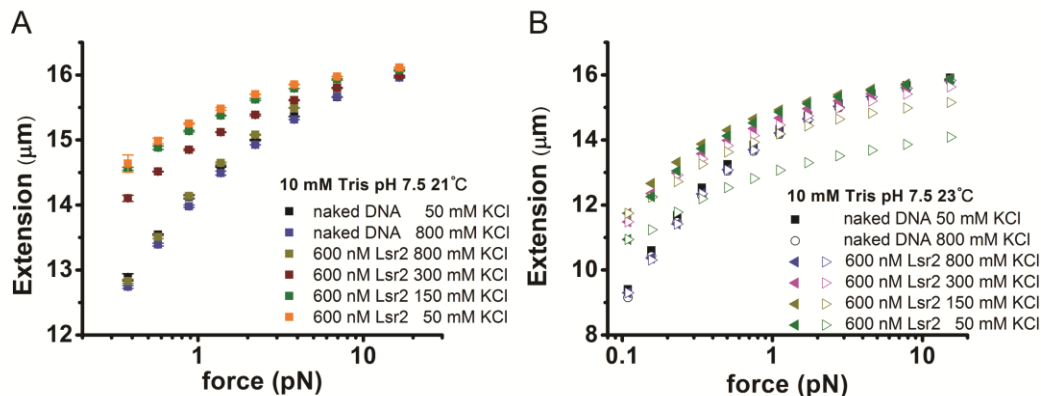 A
Extension (μm)
16
15
14
13
12
1
10
force (pN)
10 mM Tris pH 7.5 21°C
naked DNA 50 mM KCl
naked DNA 800 mM KCl
600 nM Lsr2 800 mM KCl
600 nM Lsr2 300 mM KCl
600 nM Lsr2 150 mM KCl
600 nM Lsr2 50 mM KCl
B
Extension (μm)
16
14
12
10
8
0.1
1
10
force (pN)
10 mM Tris pH 7.5 23°C
naked DNA 50 mM KCl
naked DNA 800 mM KCl
600 nM Lsr2 800 mM KCl
600 nM Lsr2 300 mM KCl
600 nM Lsr2 150 mM KCl
600 nM Lsr2 50 mM KCl